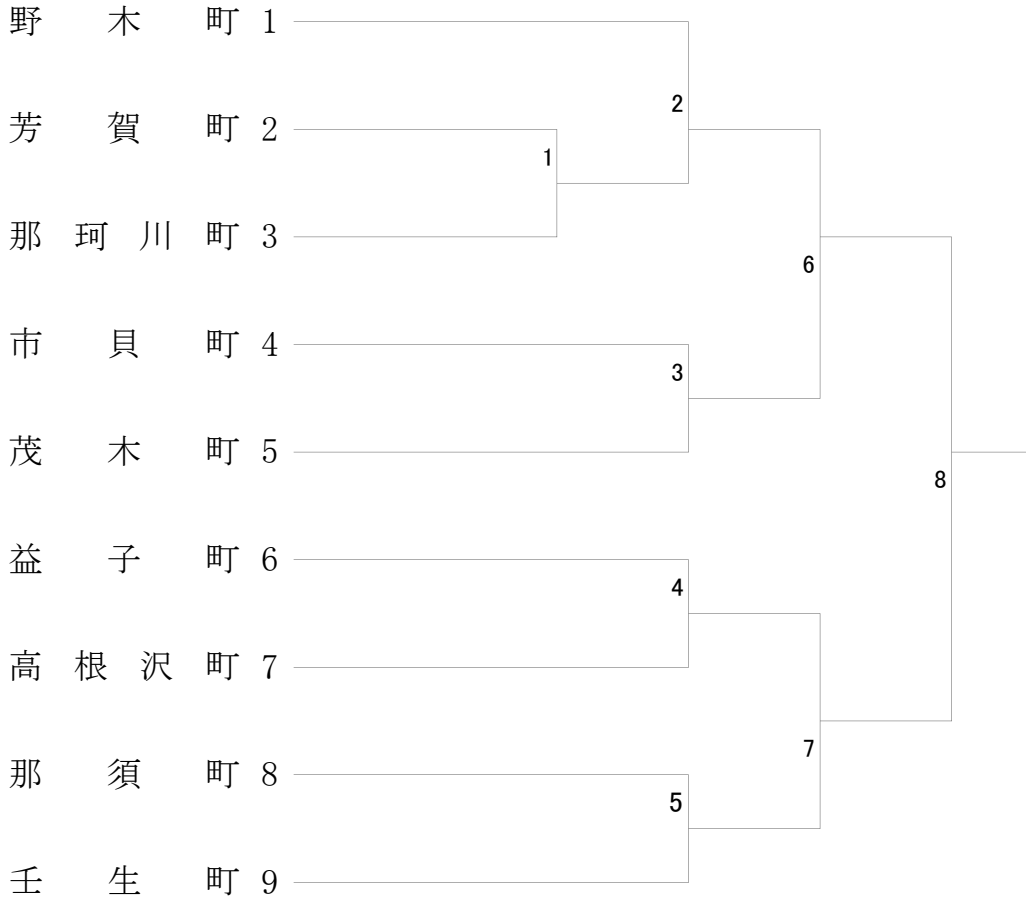 野木町 1
2
芳賀町 2
1
那珂川町 3
6
市貝町 4
3
茂木町 5
8
益子町 6
4
高根沢町 7
7
那須町 8
5
壬生町 9